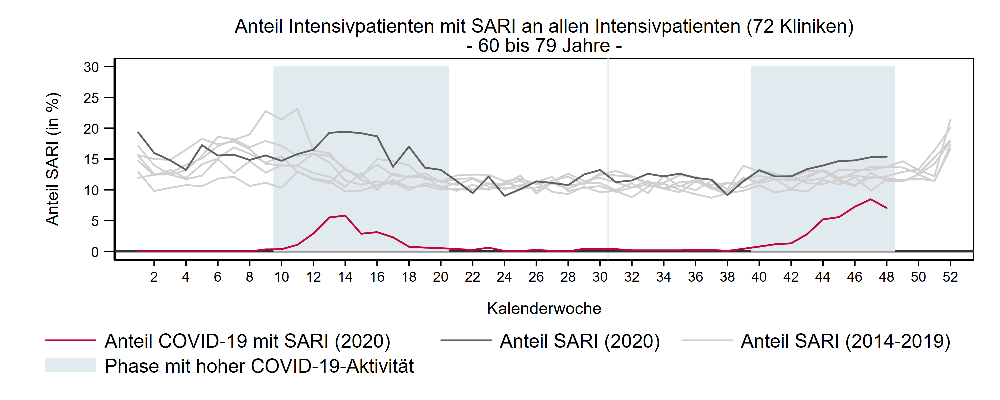 Anteil Intensivpatienten mit SARI an allen Intensivpatienten (72 Kliniken)
- 60 bis 79 Jahre -
Anteil SARI (in %)
30
25
20
15
10
5
0
2 4 6 8 10 12 14 16 18 20 22 24 26 28 30 32 34 36 38 40 42 44 46 48 50 52
Kalenderwoche
Anteil COVID-19 mit SARI (2020) Anteil SARI (2020) Anteil SARI (2014-2019)
Phase mit hoher COVID-19-Aktivität